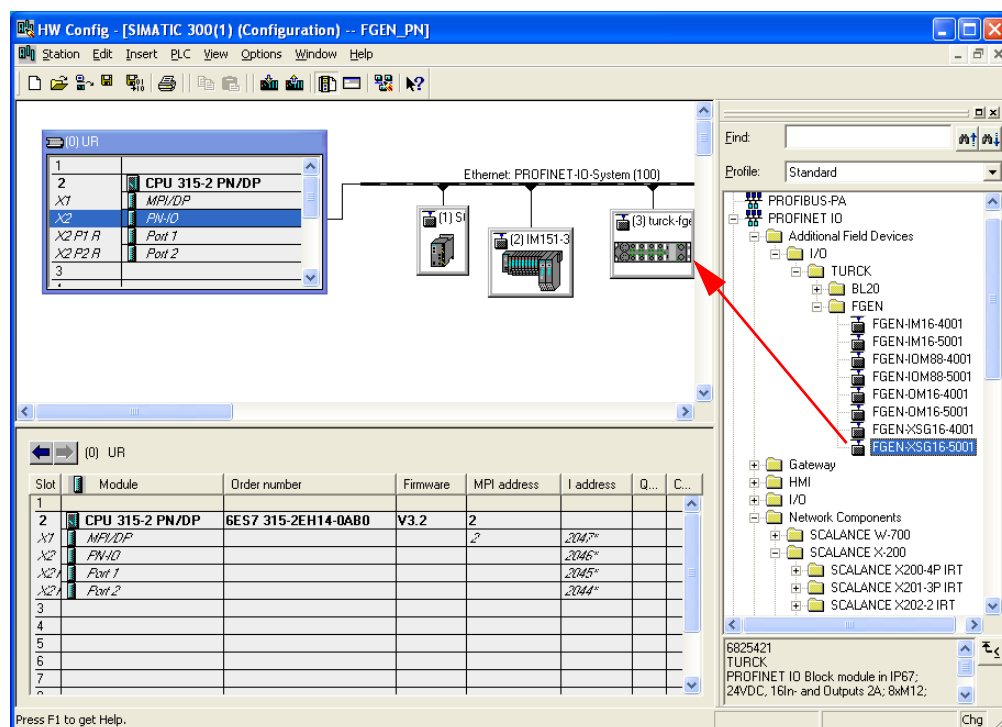 HW Config - [SIMATIC 300(1) (Configuration) -- FGEN_PN]
Station Edit Insert PLC View Options Window Help
(0) UR
1
2 CPU 315-2 PN/DP
X1 MPI/DP
X2 PN-IO
X2 P1 R Port 1
X2 P2 R Port 2
3
Ethernet: PROFINET-IO-System (100)
(1) S
(2) IM151-3
(3) turck-fge
Find:
Profile: Standard
PROFIBUS-PA
PROFINET IO
Additional Field Devices
I/O
TURCK
BL20
FGEN
FGEN-IM16-4001
FGEN-IM16-5001
FGEN-IOM88-4001
FGEN-IOM88-5001
FGEN-OM16-4001
FGEN-OM16-5001
FGEN-XSG16-4001
FGEN-XSG16-5001
Gateway
HMI
I/O
Network Components
SCALANCE W-700
SCALANCE X-200
SCALANCE X200-4P IRT
SCALANCE X201-3P IRT
SCALANCE X202-2 IRT
6825421
TURCK
PROFINET IO Block module in IP67;
24VDC, 16In- and Outputs 2A; 8xM12;
(0) UR
Slot Module Order number Firmware MPI address I address Q... C...
1
2 CPU 315-2 PN/DP 6ES7 315-2EH14-0AB0 V3.2 2
X1 MPI/DP 2 2047*
X2 PN-IO 2046*
X2 Port 1 2045*
X2 Port 2 2044*
3
4
5
6
7
Press F1 to get Help.
Chg